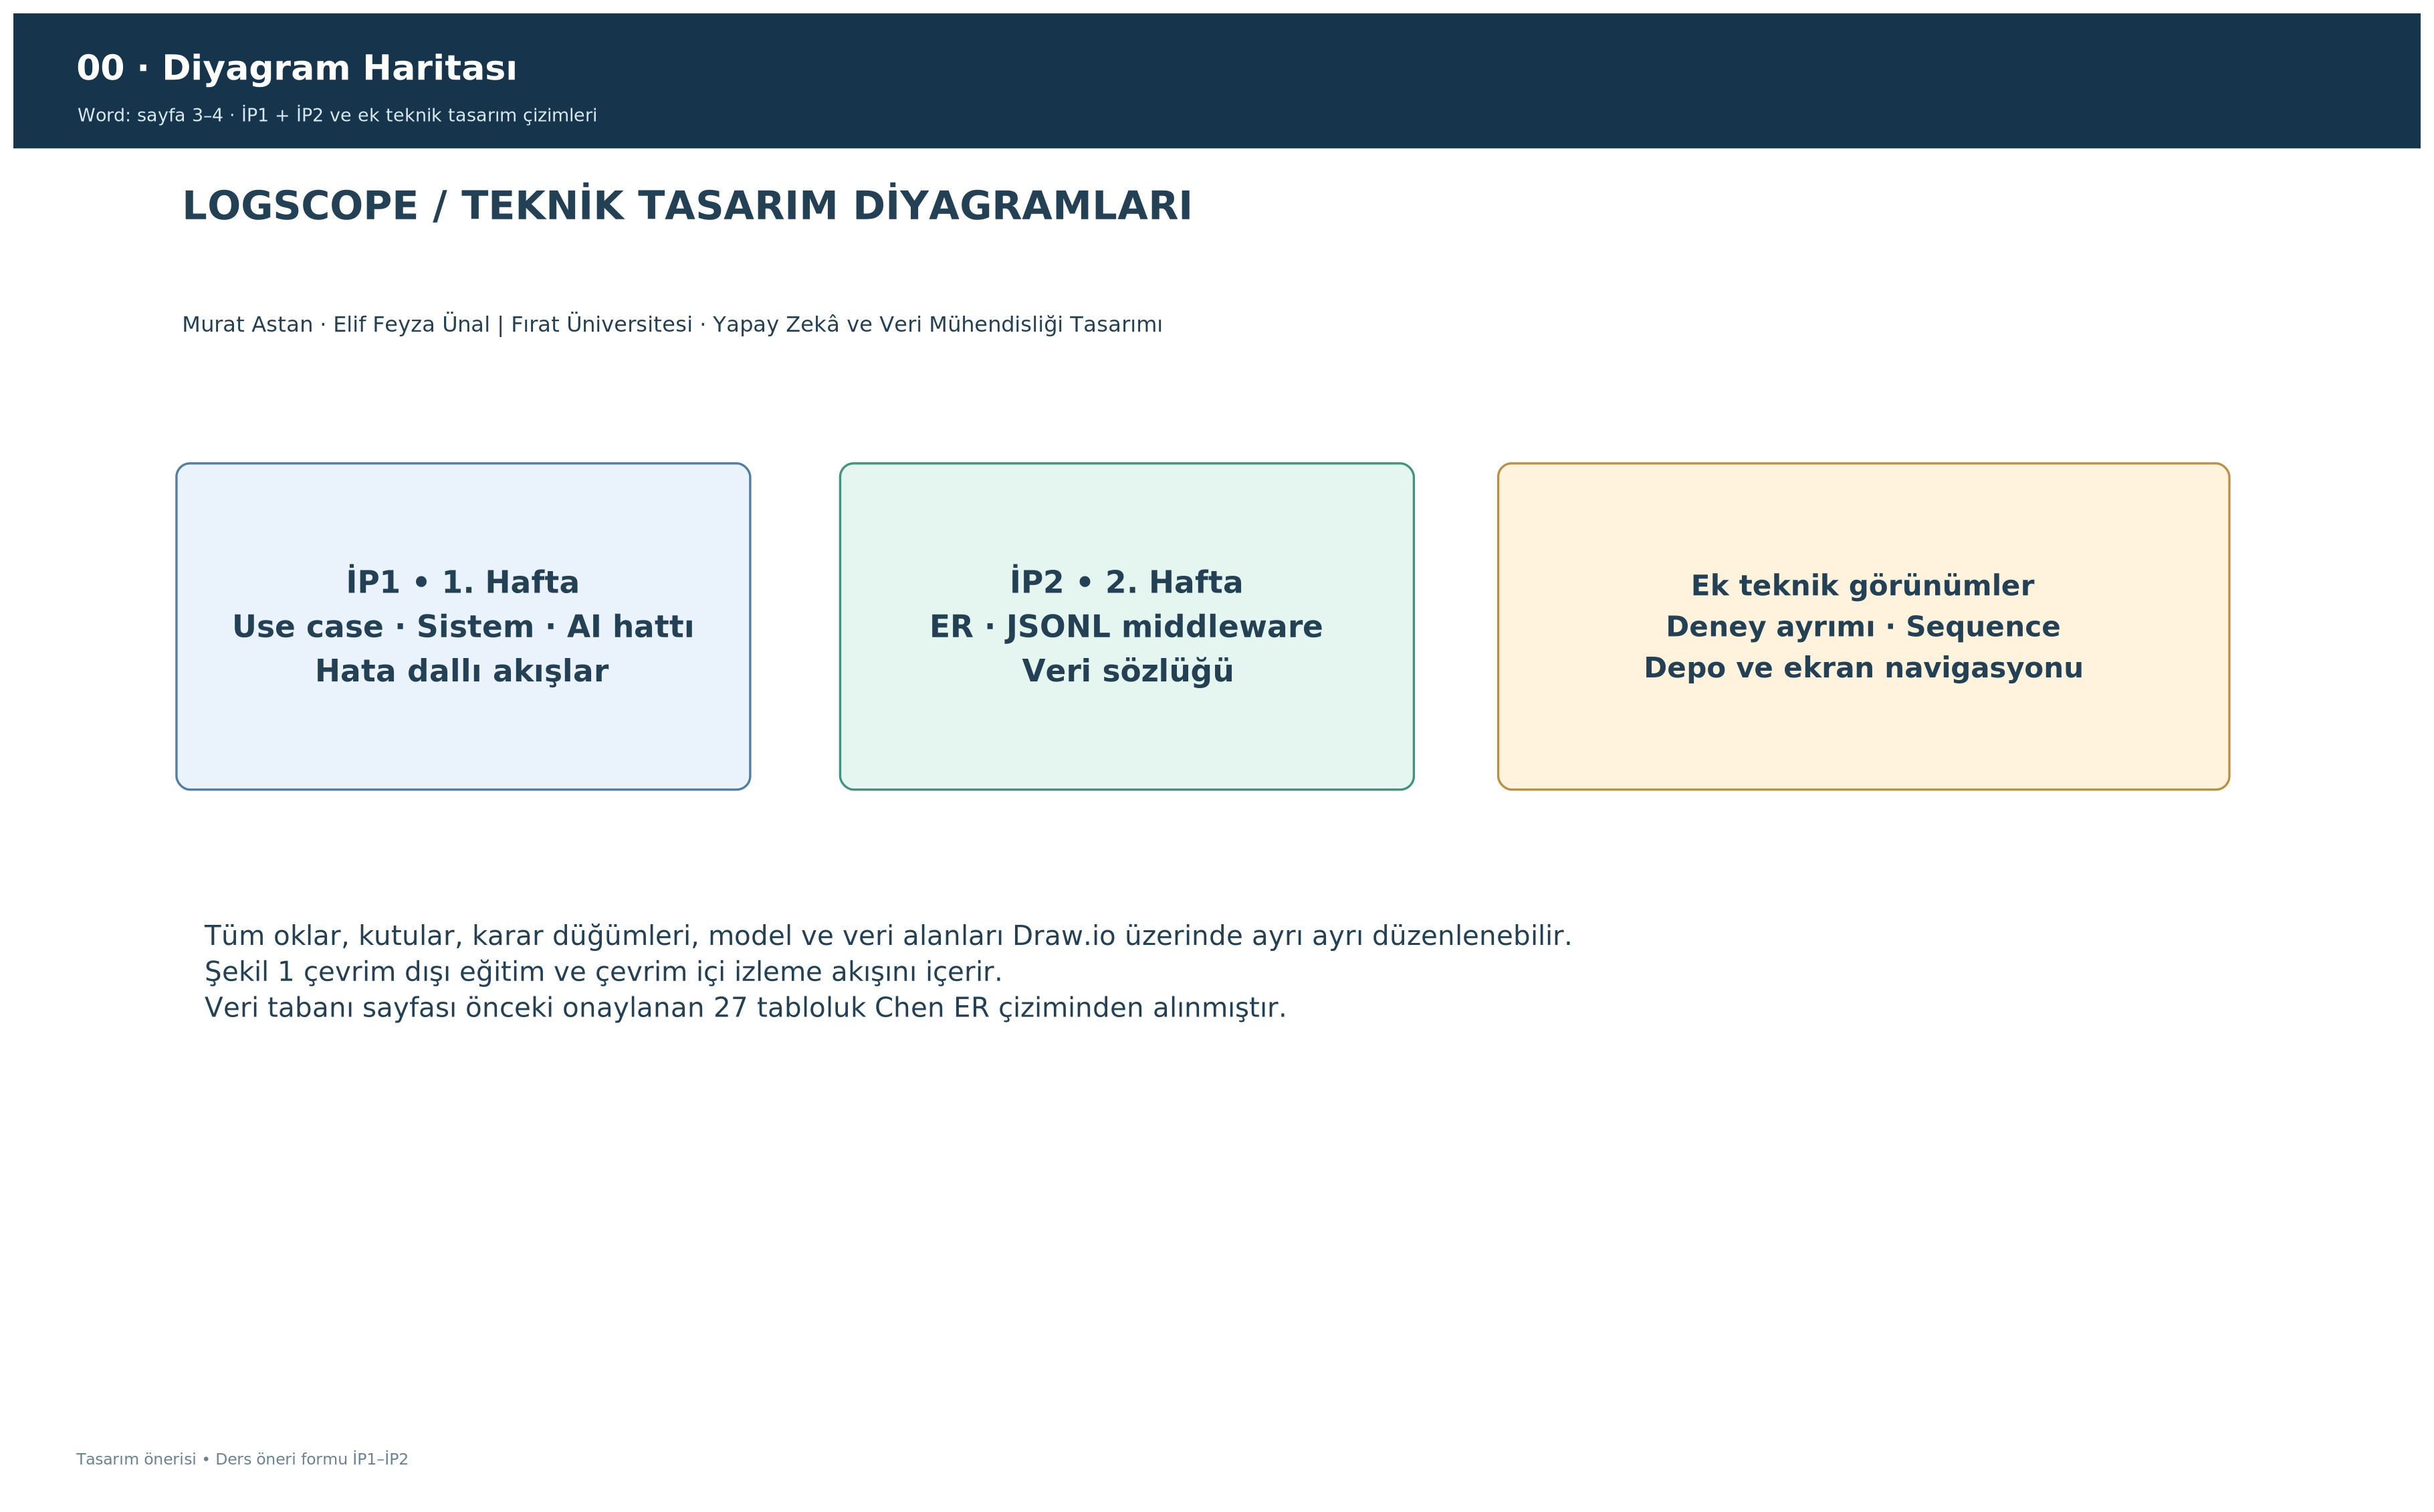 00 · Diyagram Haritası
Word: sayfa 3–4 · İP1 + İP2 ve ek teknik tasarım çizimleri
LOGSCOPE / TEKNİK TASARIM DİYAGRAMLARI
Murat Astan · Elif Feyza Ünal | Fırat Üniversitesi · Yapay Zekâ ve Veri Mühendisliği Tasarımı
İP1 • 1. Hafta
Use case · Sistem · AI hattı
Hata dallı akışlar
İP2 • 2. Hafta
ER · JSONL middleware
Veri sözlüğü
Ek teknik görünümler
Deney ayrımı · Sequence
Depo ve ekran navigasyonu
Tüm oklar, kutular, karar düğümleri, model ve veri alanları Draw.io üzerinde ayrı ayrı düzenlenebilir.
Şekil 1 çevrim dışı eğitim ve çevrim içi izleme akışını içerir.
Veri tabanı sayfası önceki onaylanan 27 tabloluk Chen ER çiziminden alınmıştır.
Tasarım önerisi • Ders öneri formu İP1–İP2